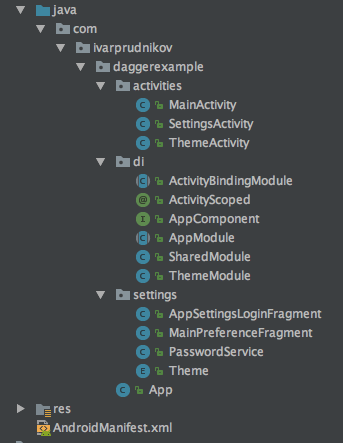 java
com
ivarprudnikov
daggerexample
activities
MainActivity
SettingsActivity
ThemeActivity
di
ActivityBindingModule
ActivityScoped
AppComponent
AppModule
SharedModule
ThemeModule
settings
AppSettingsLoginFragment
MainPreferenceFragment
PasswordService
Theme
App
res
AndroidManifest.xml